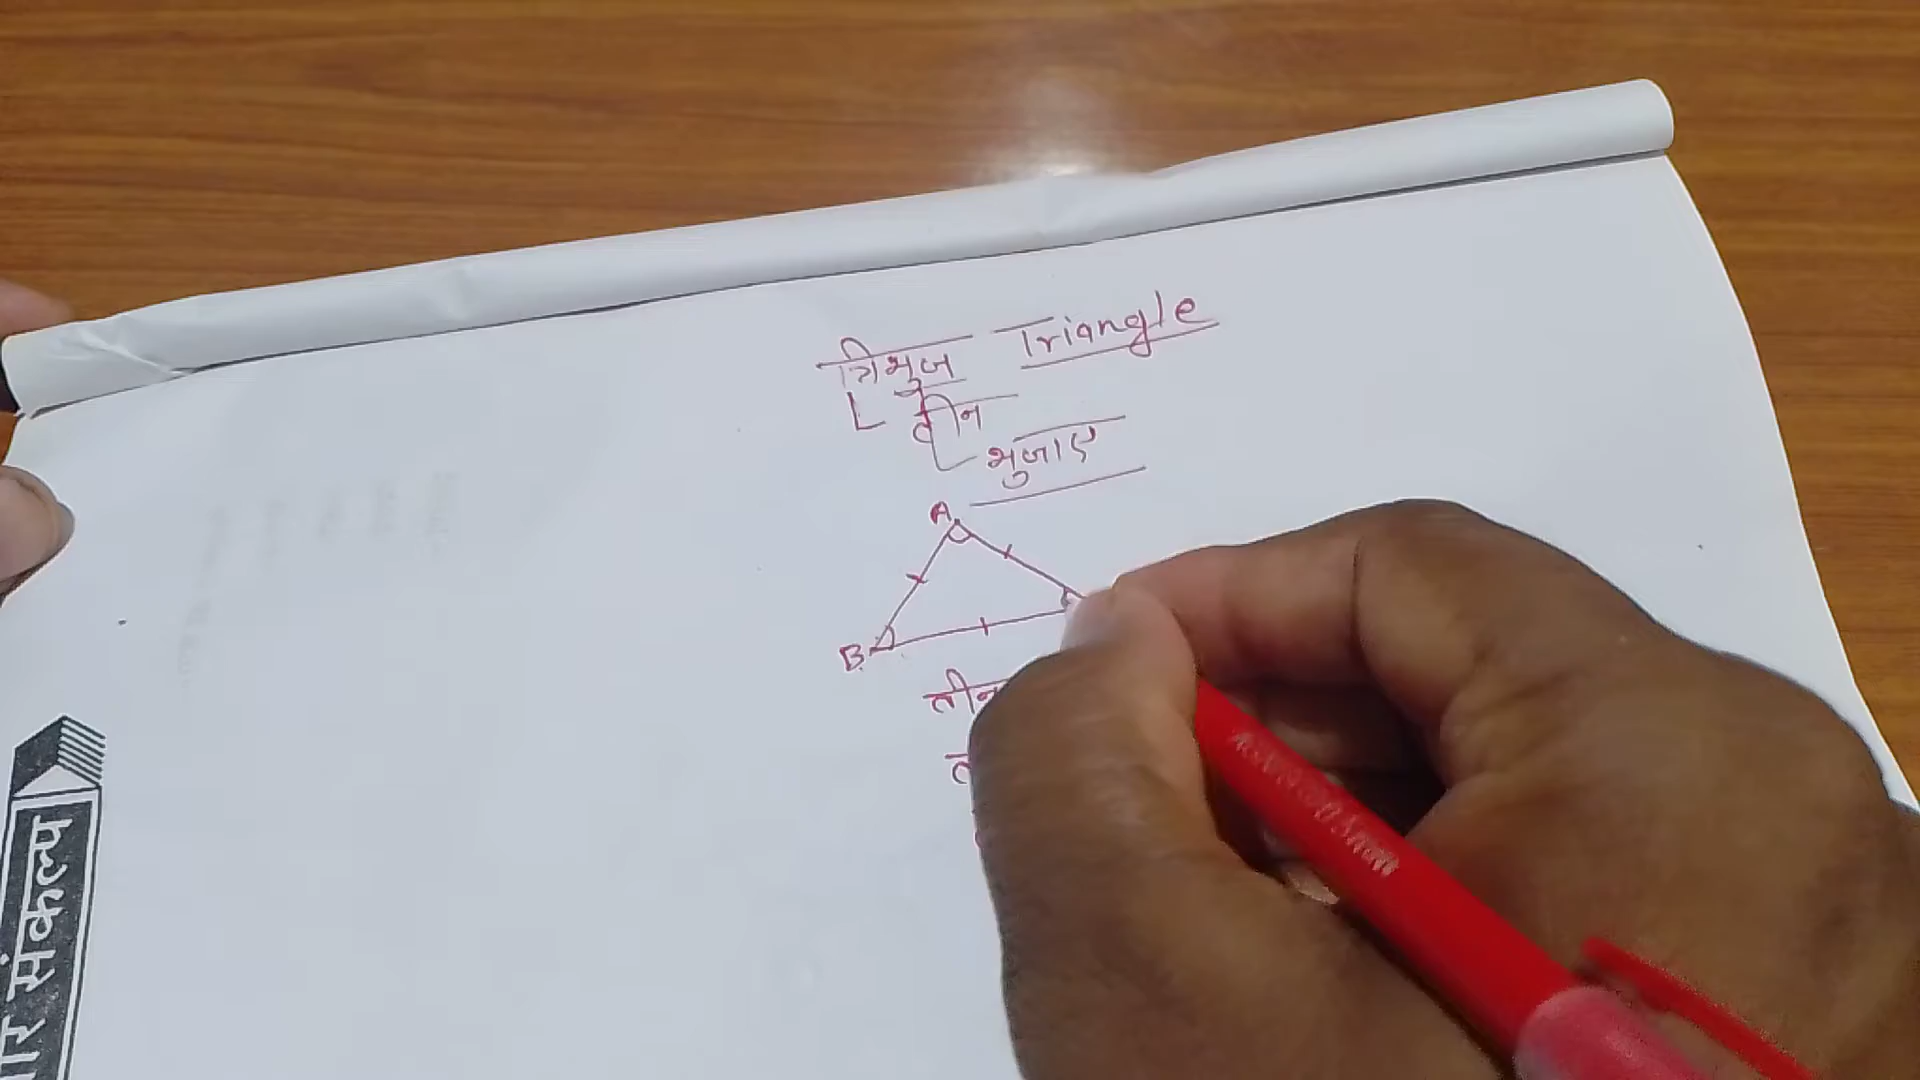 त्रिभुज Triangle
तीन
भुजाए
A
B
तीन
संकल्प